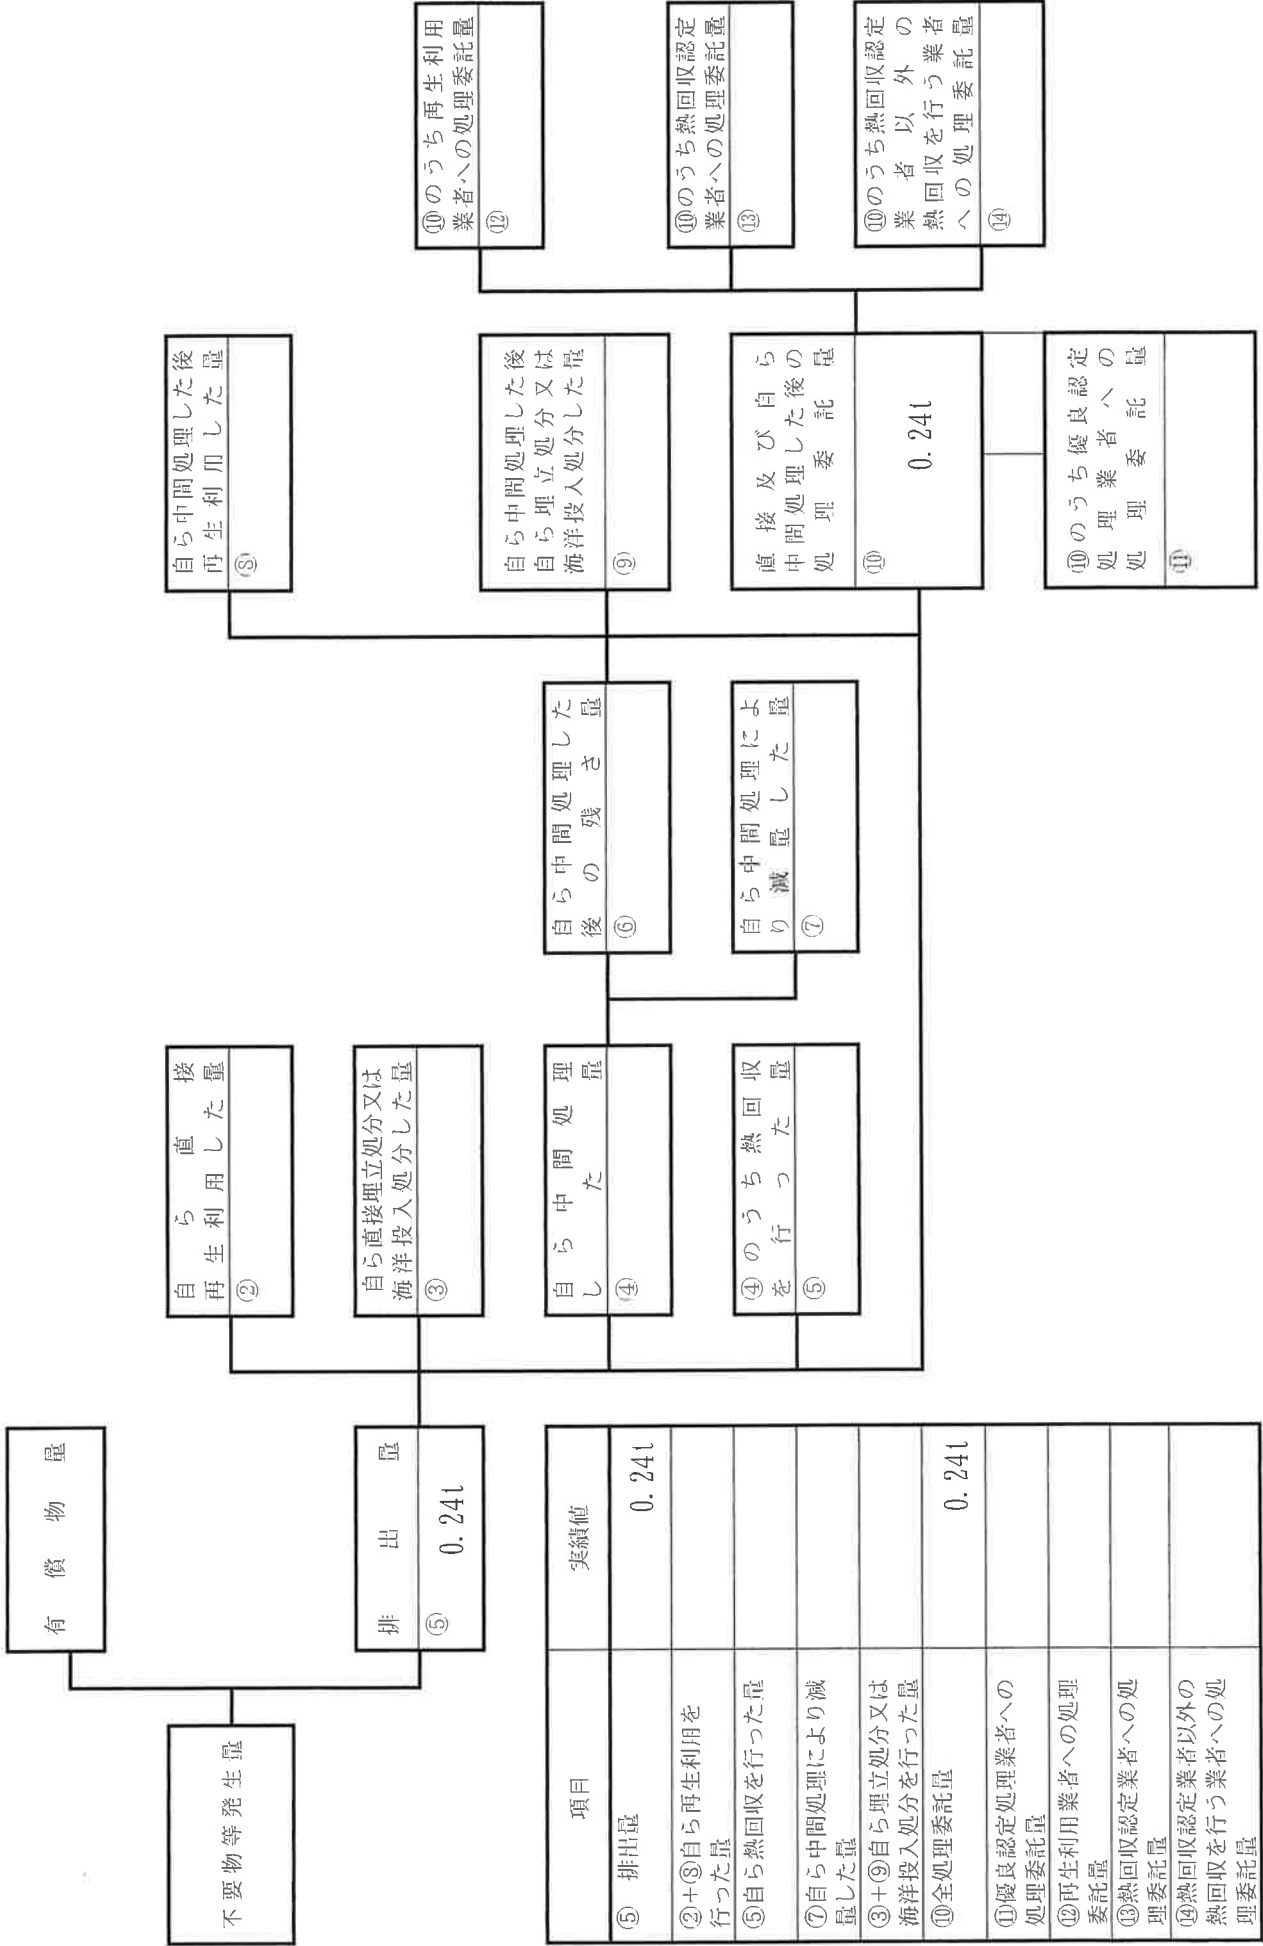 有償物量
不要物等発生量
排出量
⑤
0.24t
自ら直接
再生利用した量
②
自ら直接埋立処分又は
海洋投入処分した量
③
自ら中間処理
した量
④
④のうち熱回収
を行った量
⑤
自ら中間処理した
後の残さ量
⑥
自ら中間処理によ
り減量した量
⑦
自ら中間処理した後
再生利用した量
⑧
自ら中間処理した後
自ら埋立処分又は
海洋投入処分した量
⑨
直接及び自ら
中間処理した後の
処理委託量
⑩
0.24t
⑩のうち優良認定
処理業者への
処理委託量
⑪
⑩のうち再生利用
業者への処理委託量
⑫
⑩のうち熱回収認定
業者への処理委託量
⑬
⑩のうち熱回収認定
業者以外の
熱回収を行う業者
への処理委託量
⑭
項目 実績値
⑤ 排出量 0.24t
②+⑧自ら再生利用を
行った量
⑤自ら熱回収を行った量
⑦自ら中間処理により減
量した量
③+⑨自ら埋立処分又は
海洋投入処分を行った量
⑩全処理委託量 0.24t
⑪優良認定処理業者への
処理委託量
⑫再生利用業者への処理
委託量
⑬熱回収認定業者への処
理委託量
⑭熱回収認定業者以外の
熱回収を行う業者への処
理委託量